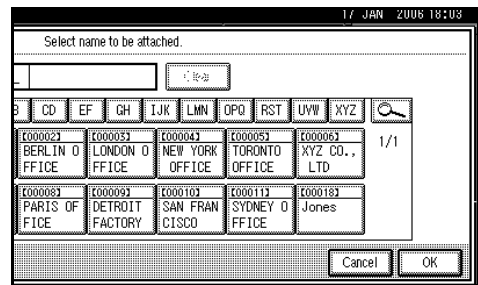 17 JAN 2006 18:03
Select name to be attached.
Clear
B CD EF GH IJK LMN OPQ RST UVW XYZ
[00002] [00003] [00004] [00005] [00006] 1/1
BERLIN O LONDON O NEW YORK TORONTO XYZ CO.,
FFICE FFICE OFFICE OFFICE LTD
[00008] [00009] [00010] [00011] [00018]
PARIS OF DETROIT SAN FRAN SYDNEY O Jones
FICE FACTORY CISCO FFICE
Cancel OK